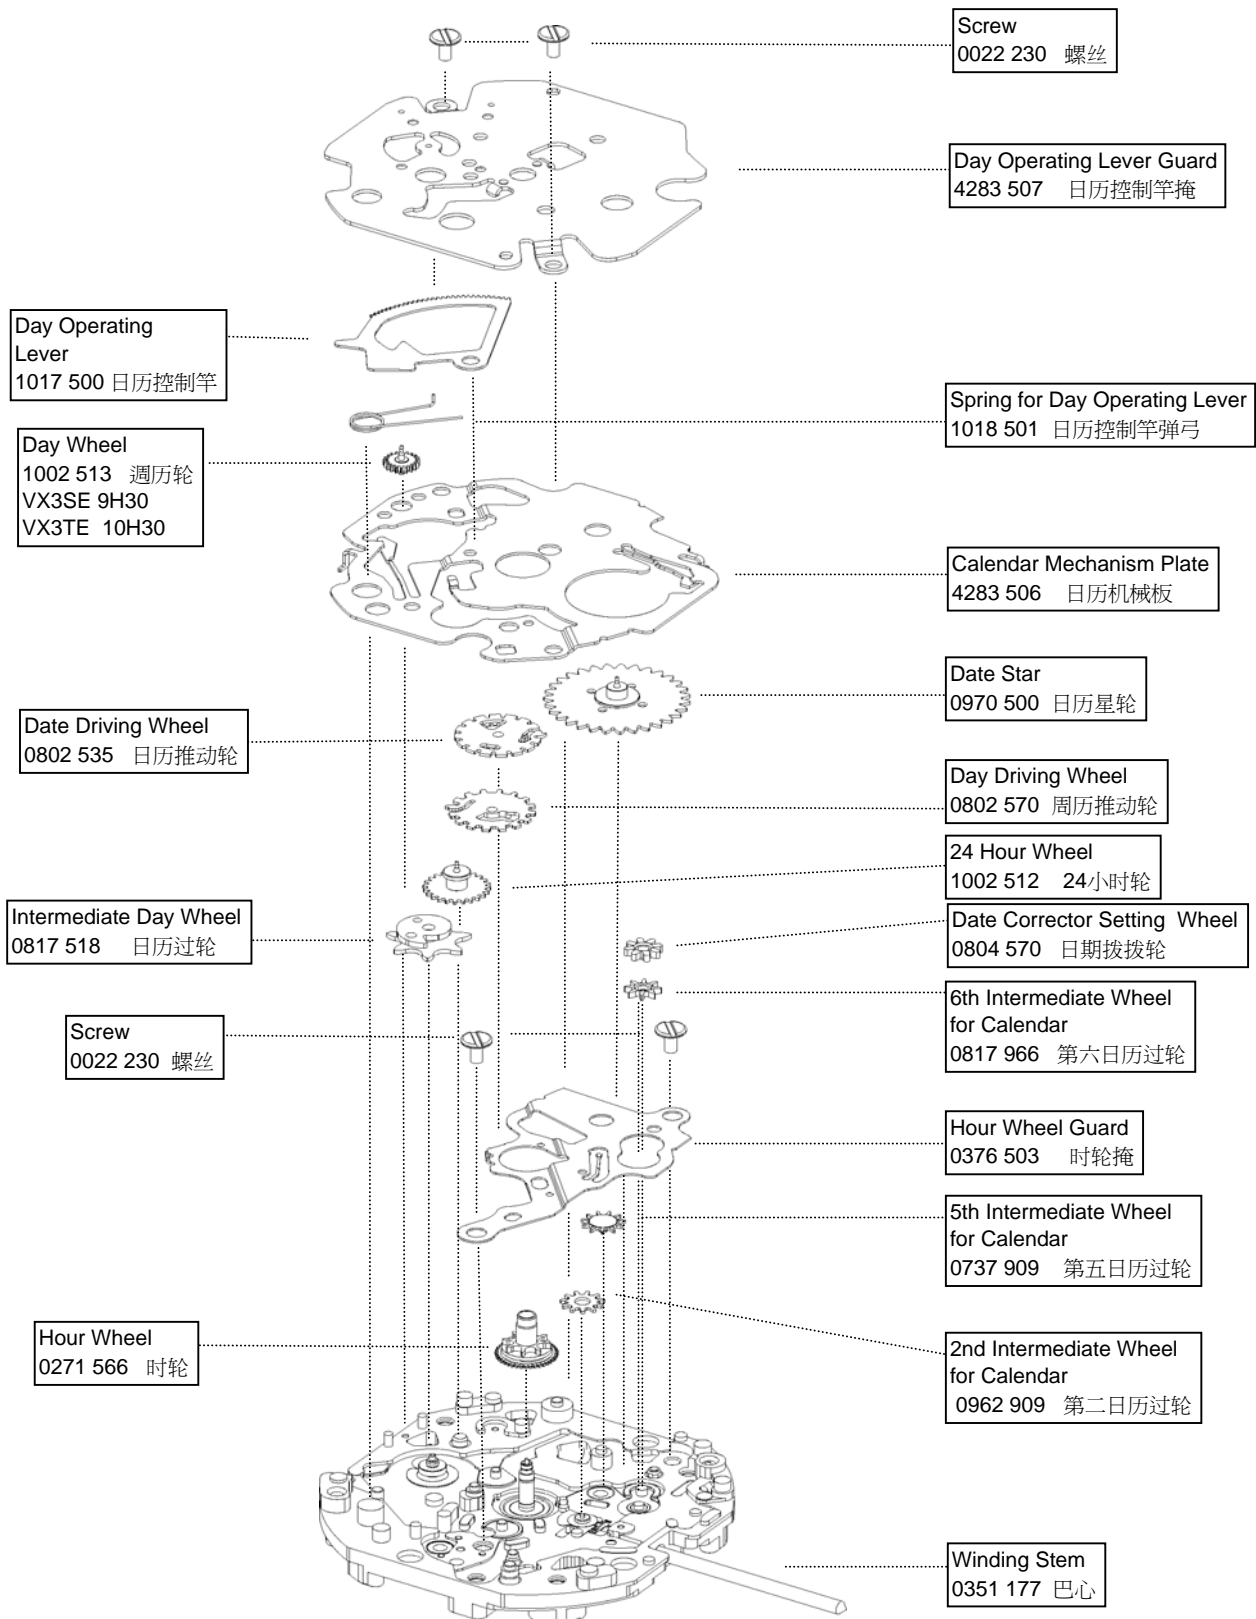 Screw
0022 230 螺丝
Day Operating Lever Guard
4283 507 日历控制竿掩
Day Operating
Lever
1017 500 日历控制竿
Spring for Day Operating Lever
1018 501 日历控制竿弹弓
Day Wheel
1002 513 週历轮
VX3SE 9H30
VX3TE 10H30
Calendar Mechanism Plate
4283 506 日历机械板
Date Star
0970 500 日历星轮
Date Driving Wheel
0802 535 日历推动轮
Day Driving Wheel
0802 570 周历推动轮
24 Hour Wheel
1002 512 24小时轮
Intermediate Day Wheel
0817 518 日历过轮
Date Corrector Setting Wheel
0804 570 日期拨拨轮
6th Intermediate Wheel
for Calendar
0817 966 第六日历过轮
Screw
0022 230 螺丝
Hour Wheel Guard
0376 503 时轮掩
5th Intermediate Wheel
for Calendar
0737 909 第五日历过轮
Hour Wheel
0271 566 时轮
2nd Intermediate Wheel
for Calendar
0962 909 第二日历过轮
Winding Stem
0351 177 巴心